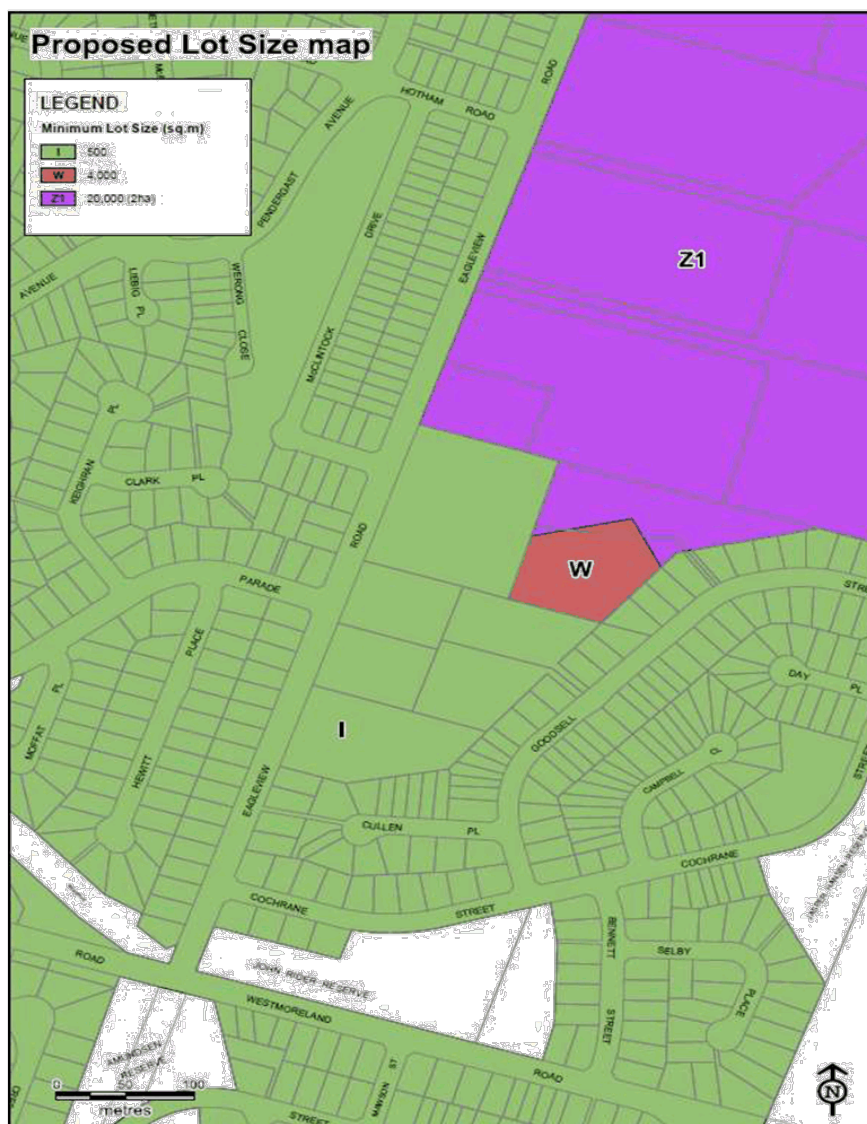 Proposed Lot Size map
LEGEND
Minimum Lot Size (sq.m)
I 500
W 4,000
Z1 20,000 (2ha)
HOTHAM ROAD
ROAD
AVENUE
PENDERGAST
DRIVE
EAGLEVIEW
Z1
AVENUE
LIEBIG PL
WERONG CLOSE
McCLINTOCK
PL
KEIGHRAN
CLARK PL
ROAD
W
PARADE
PLACE
DAY PL
PL
MOFFAT
I
GOODSELL
HEWITT
EAGLEVIEW
CAMPBELL CL
CULLEN PL
COCHRANE
COCHRANE STREET
BENNETT STREET
SELBY
PLACE
ROAD
JOHN RIDER RESERVE
WESTMORELAND
ROAD
AMUNDSEN RESERVE
MAWSON ST
STREET
0 50 100
metres
N